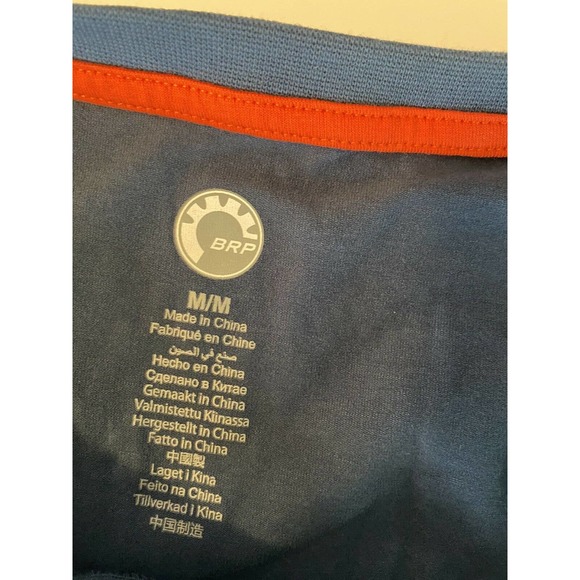 BRP
M/M
Made in China
Fabriqué en Chine
صنع في الصين
Hecho en China
Сделано в Китае
Gemaakt in China
Valmistettu Kiinassa
Hergestellt in China
Fatto in China
中國製
Laget i Kina
Feito na China
Tillverkad i Kina
中国制造